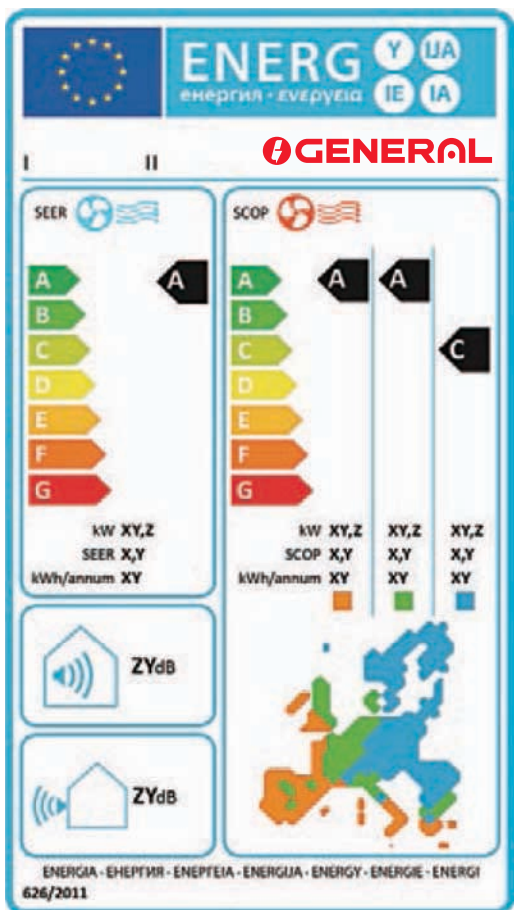 ENERG Y IJA
енергия · ενεργεια IE IA
I II GENERAL
SEER
A A
B
C
D
E
F
G
kW XY,Z
SEER X,Y
kWh/annum XY
SCOP
A A A
B
C C
D
E
F
G
kW XY,Z XY,Z XY,Z
SCOP X,Y X,Y X,Y
kWh/annum XY XY XY
ZYdB
ZYdB
ENERGIA · ЕНЕРГИЯ · ΕΝΕΡΓΕΙΑ · ENERGIJA · ENERGY · ENERGIE · ENERGI
626/2011